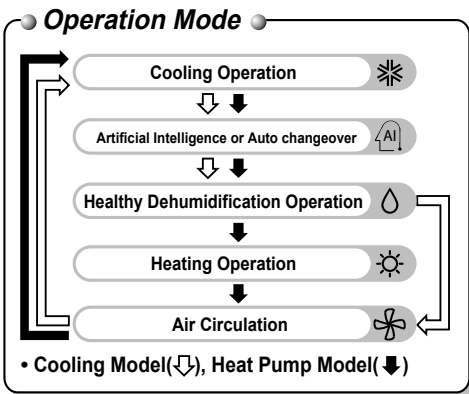 Operation Mode
Cooling Operation
Artificial Intelligence or Auto changeover
AI
Healthy Dehumidification Operation
Heating Operation
Air Circulation
• Cooling Model(⇩), Heat Pump Model(⬇)